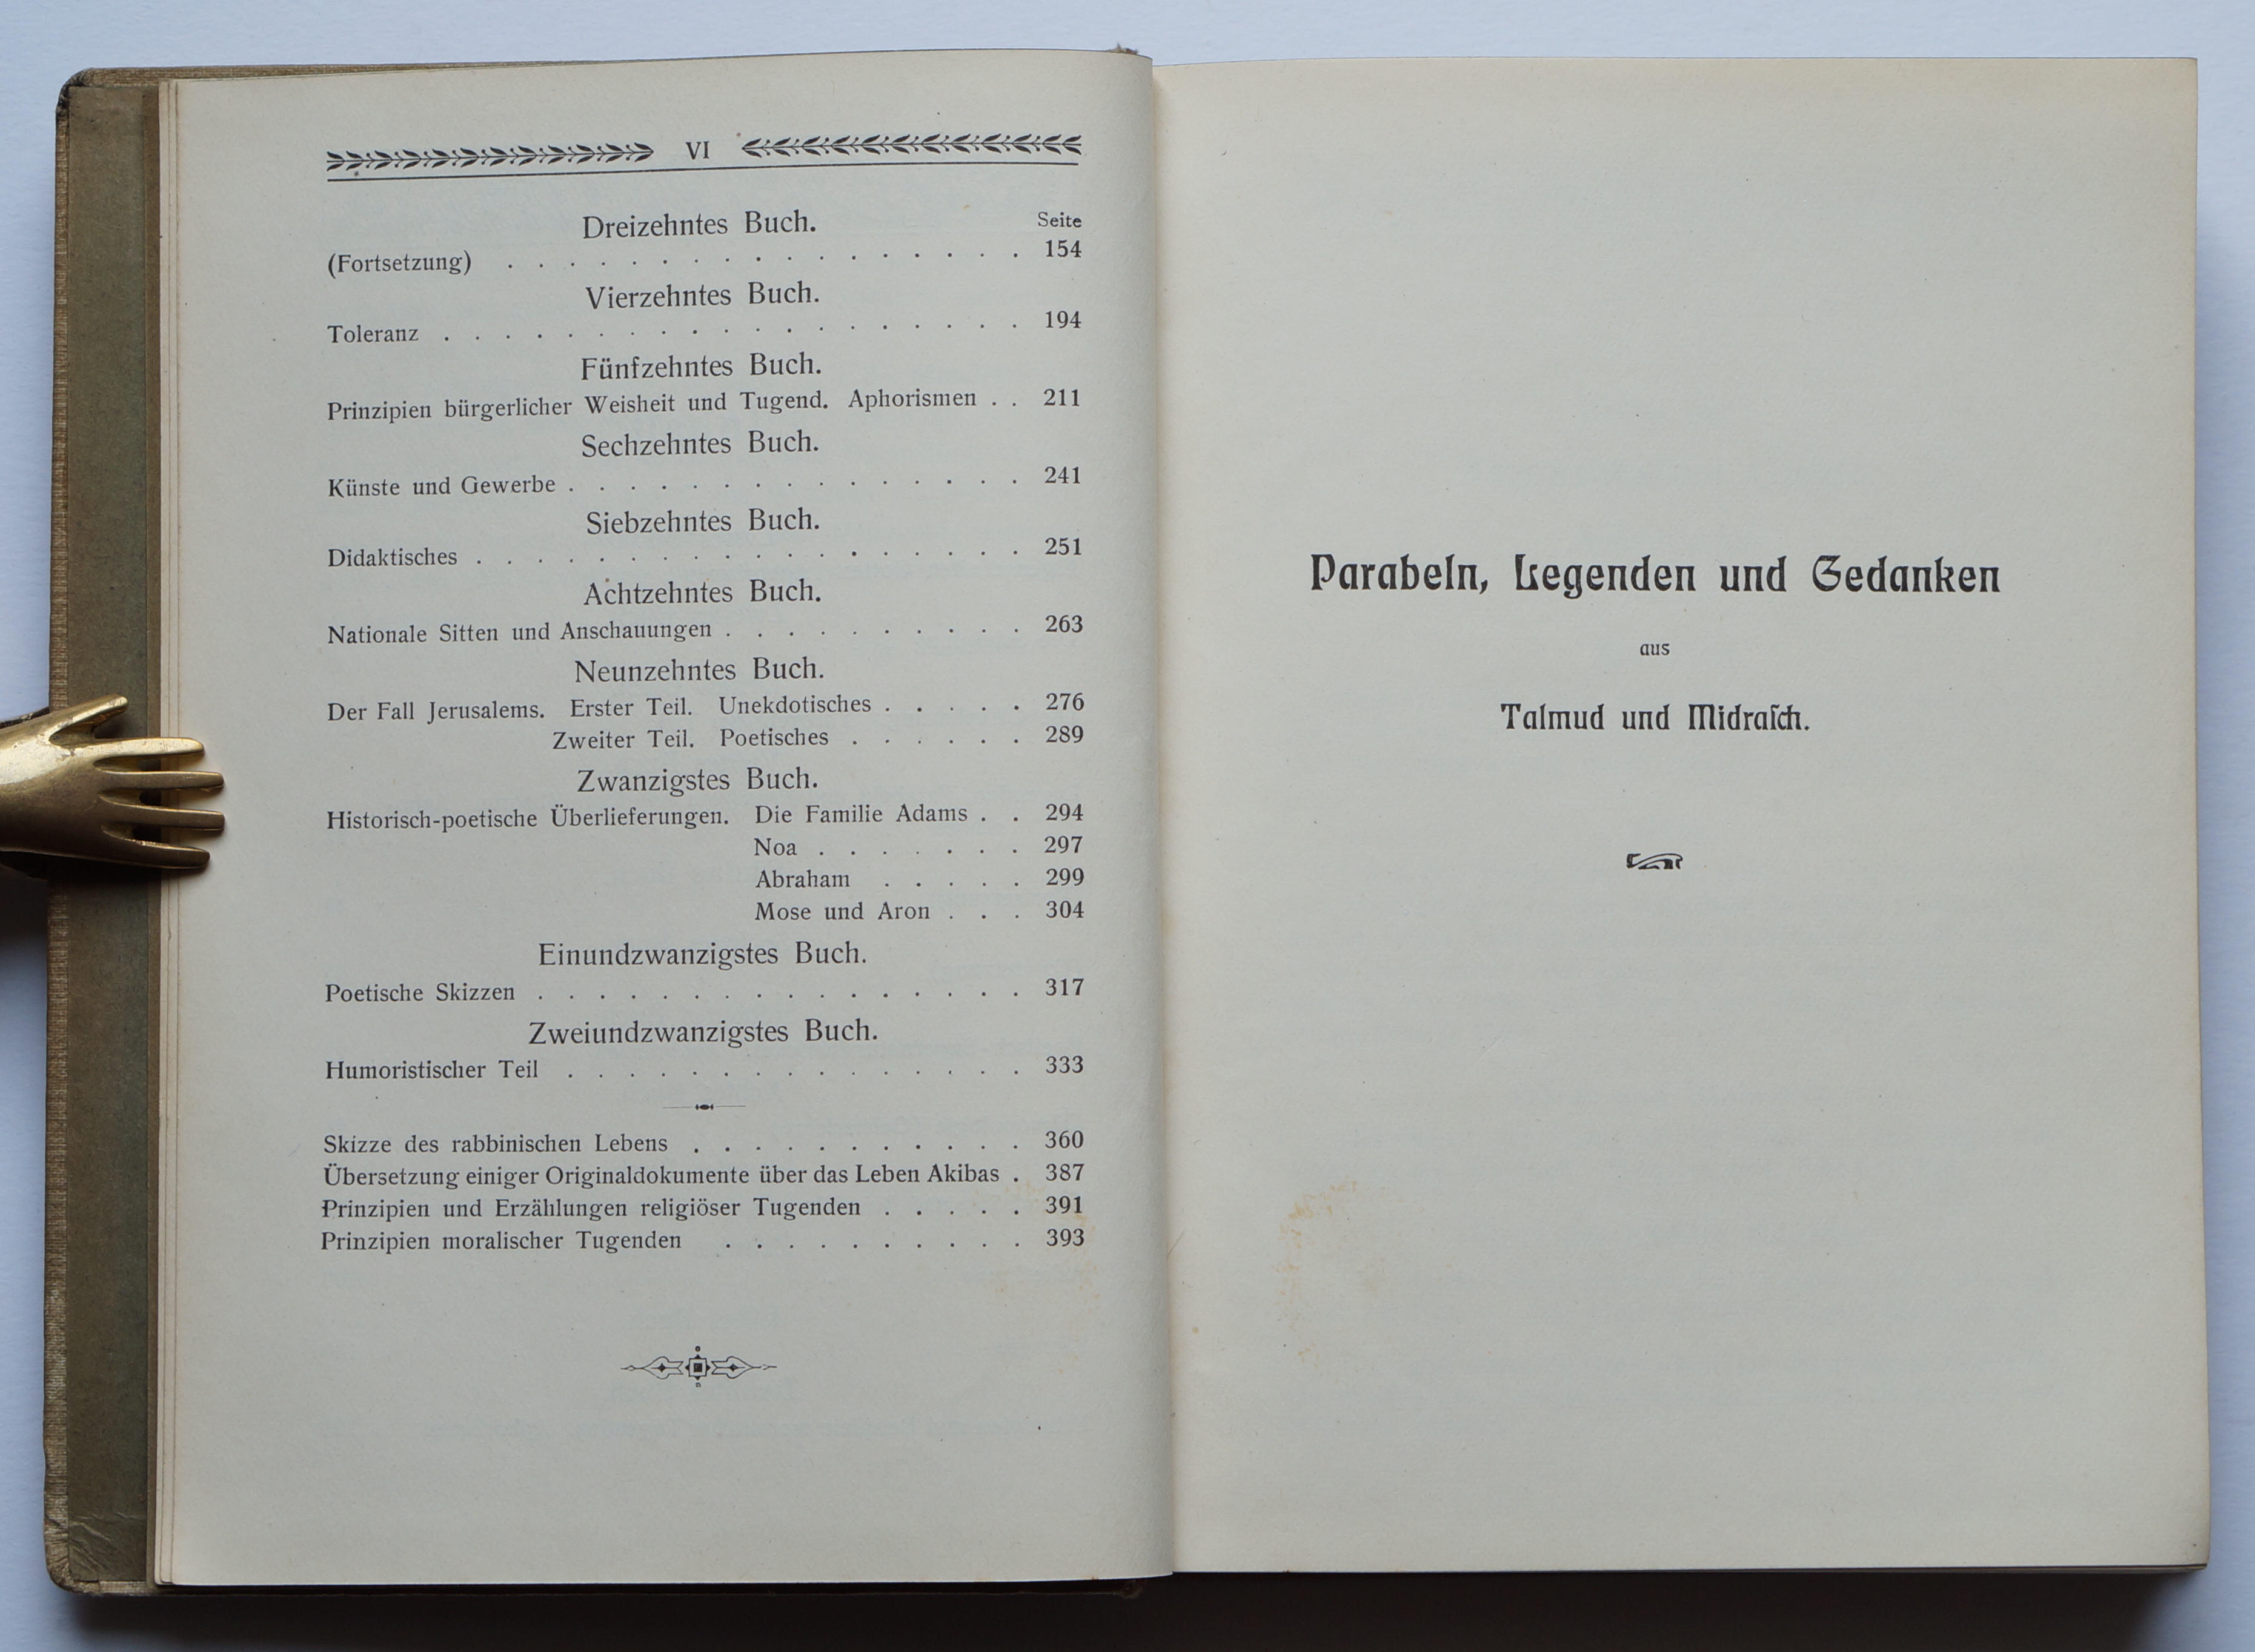 VI
Dreizehntes Buch. Seite
(Fortsetzung) . . . . . . . . . . . . . . . . . 154
Vierzehntes Buch.
Toleranz . . . . . . . . . . . . . . . . . . . 194
Fünfzehntes Buch.
Prinzipien bürgerlicher Weisheit und Tugend. Aphorismen . . 211
Sechzehntes Buch.
Künste und Gewerbe . . . . . . . . . . . . . . . 241
Siebzehntes Buch.
Didaktisches . . . . . . . . . . . . . . . . . . 251
Achtzehntes Buch.
Nationale Sitten und Anschauungen . . . . . . . . . . 263
Neunzehntes Buch.
Der Fall Jerusalems. Erster Teil. Unekdotisches . . . . . 276
Zweiter Teil. Poetisches . . . . . . 289
Zwanzigstes Buch.
Historisch-poetische Überlieferungen. Die Familie Adams . . 294
Noa . . . . . . . 297
Abraham . . . . . 299
Mose und Aron . . . 304
Einundzwanzigstes Buch.
Poetische Skizzen . . . . . . . . . . . . . . . . 317
Zweiundzwanzigstes Buch.
Humoristischer Teil . . . . . . . . . . . . . . . 333
Skizze des rabbinischen Lebens . . . . . . . . . . . 360
Übersetzung einiger Originaldokumente über das Leben Akibas . 387
Prinzipien und Erzählungen religiöser Tugenden . . . . . 391
Prinzipien moralischer Tugenden . . . . . . . . . . 393
Parabeln, Legenden und Gedanken
aus
Talmud und Midraſch.